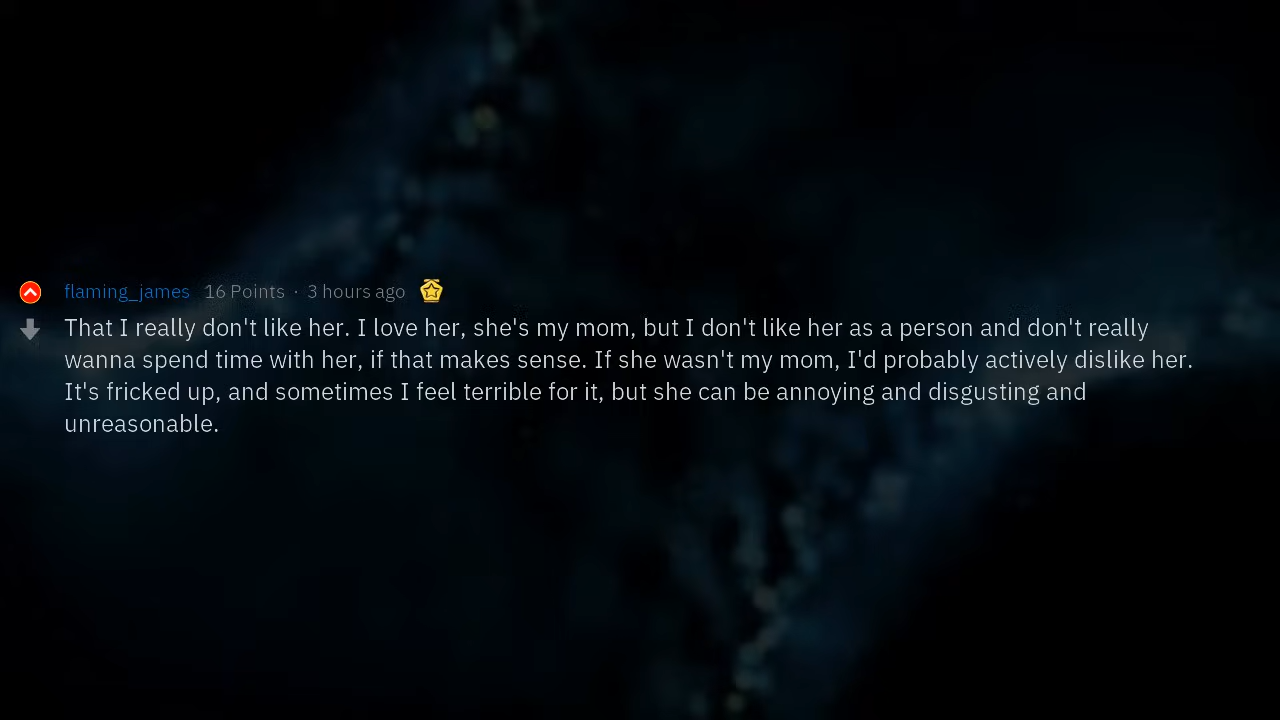 flaming_james 16 Points · 3 hours ago
That I really don't like her. I love her, she's my mom, but I don't like her as a person and don't really
wanna spend time with her, if that makes sense. If she wasn't my mom, I'd probably actively dislike her.
It's fricked up, and sometimes I feel terrible for it, but she can be annoying and disgusting and
unreasonable.